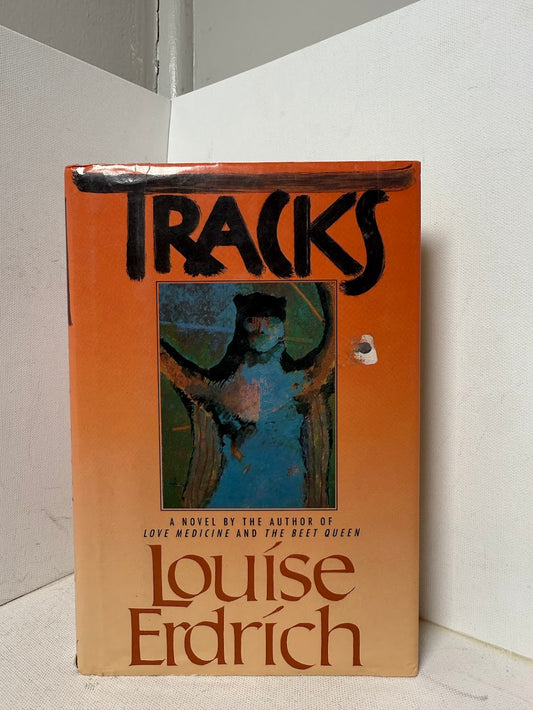 TRACKS
A NOVEL BY THE AUTHOR OF
LOVE MEDICINE AND THE BEET QUEEN
Louise
Erdrich